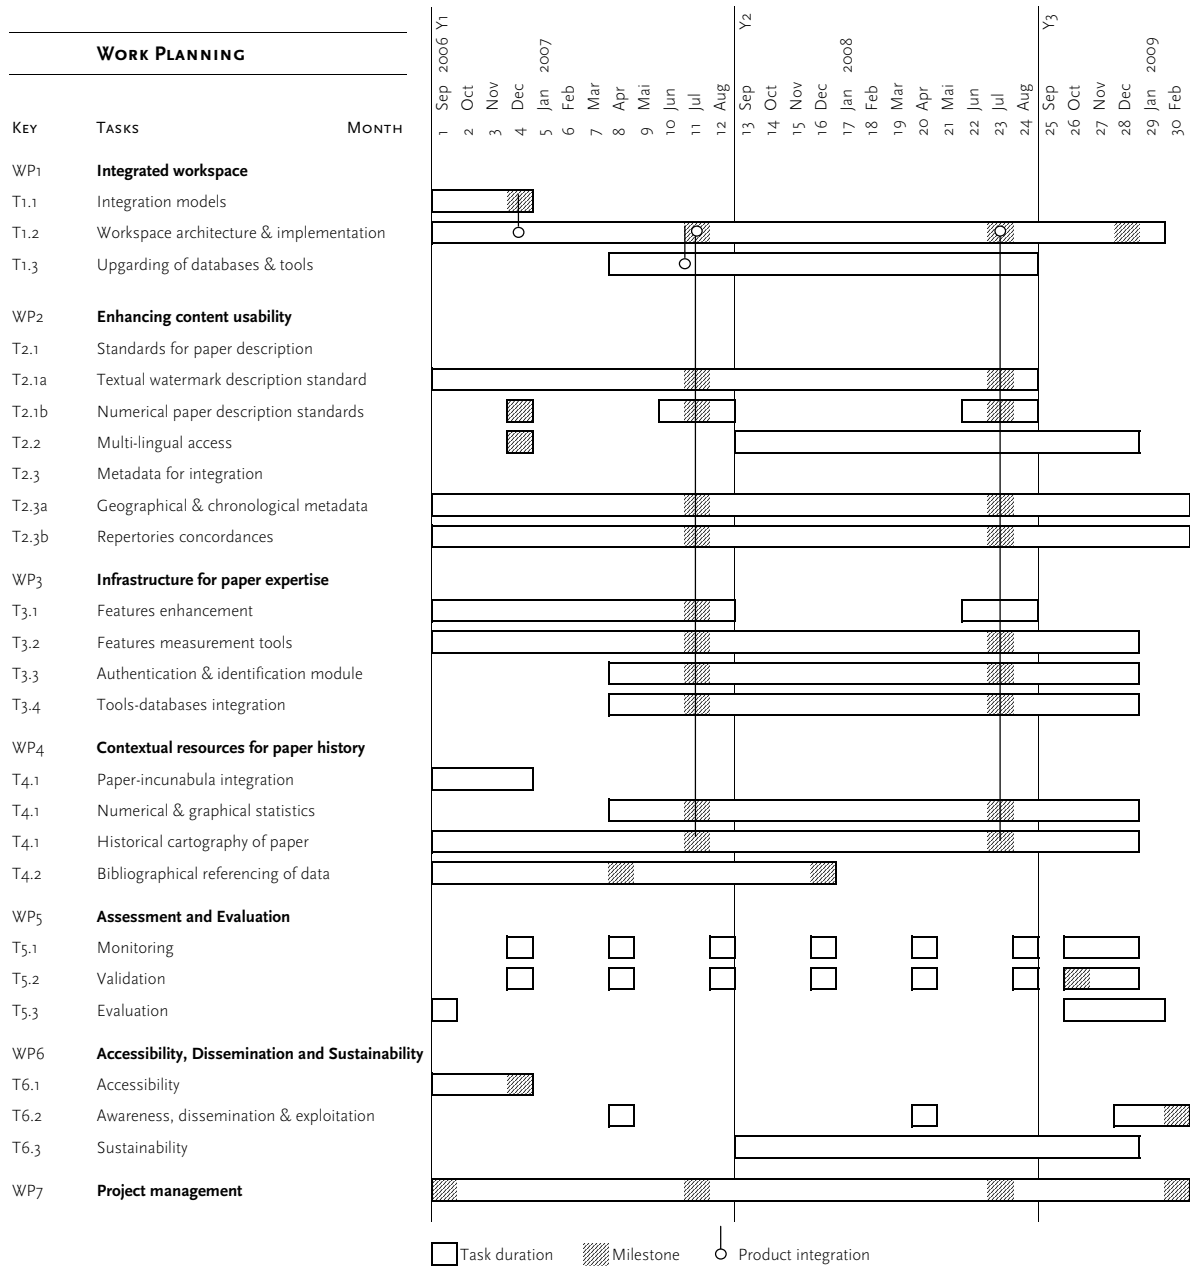 Y1 Y2 Y3
2006 2007 2008 2009
WORK PLANNING
Sep Oct Nov Dec Jan Feb Mar Apr Mai Jun Jul Aug Sep Oct Nov Dec Jan Feb Mar Apr Mai Jun Jul Aug Sep Oct Nov Dec Jan Feb
KEY TASKS MONTH 1 2 3 4 5 6 7 8 9 10 11 12 13 14 15 16 17 18 19 20 21 22 23 24 25 26 27 28 29 30
WP1 Integrated workspace
T1.1 Integration models
T1.2 Workspace architecture & implementation
T1.3 Upgarding of databases & tools
WP2 Enhancing content usability
T2.1 Standards for paper description
T2.1a Textual watermark description standard
T2.1b Numerical paper description standards
T2.2 Multi-lingual access
T2.3 Metadata for integration
T2.3a Geographical & chronological metadata
T2.3b Repertories concordances
WP3 Infrastructure for paper expertise
T3.1 Features enhancement
T3.2 Features measurement tools
T3.3 Authentication & identification module
T3.4 Tools-databases integration
WP4 Contextual resources for paper history
T4.1 Paper-incunabula integration
T4.1 Numerical & graphical statistics
T4.1 Historical cartography of paper
T4.2 Bibliographical referencing of data
WP5 Assessment and Evaluation
T5.1 Monitoring
T5.2 Validation
T5.3 Evaluation
WP6 Accessibility, Dissemination and Sustainability
T6.1 Accessibility
T6.2 Awareness, dissemination & exploitation
T6.3 Sustainability
WP7 Project management
Task duration Milestone Product integration